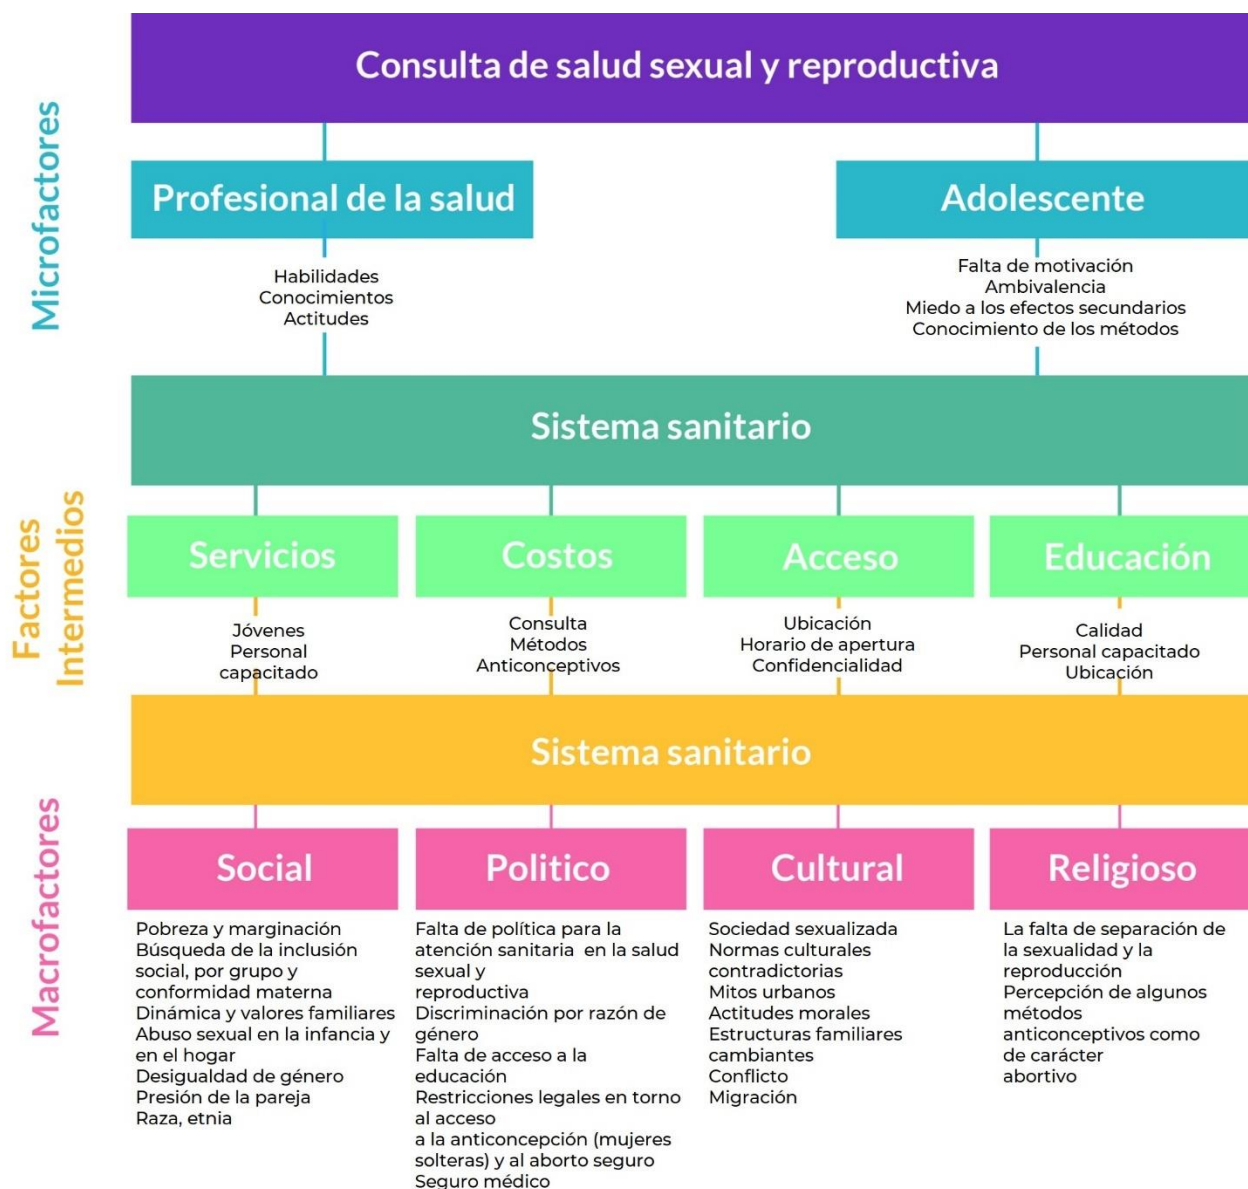 Consulta de salud sexual y reproductiva
Microfactores
Profesional de la salud
Habilidades
Conocimientos
Actitudes
Adolescente
Falta de motivación
Ambivalencia
Miedo a los efectos secundarios
Conocimiento de los métodos
Sistema sanitario
Factores
Intermedios
Servicios
Jóvenes
Personal
capacitado
Costos
Consulta
Métodos
Anticonceptivos
Acceso
Ubicación
Horario de apertura
Confidencialidad
Educación
Calidad
Personal capacitado
Ubicación
Sistema sanitario
Macrofactores
Social
Pobreza y marginación
Búsqueda de la inclusión
social, por grupo y
conformidad materna
Dinámica y valores familiares
Abuso sexual en la infancia y
en el hogar
Desigualdad de género
Presión de la pareja
Raza, etnia
Politico
Falta de política para la
atención sanitaria en la salud
sexual y
reproductiva
Discriminación por razón de
género
Falta de acceso a la
educación
Restricciones legales en torno
al acceso
a la anticoncepción (mujeres
solteras) y al aborto seguro
Seguro médico
Cultural
Sociedad sexualizada
Normas culturales
contradictorias
Mitos urbanos
Actitudes morales
Estructuras familiares
cambiantes
Conflicto
Migración
Religioso
La falta de separación de
la sexualidad y la
reproducción
Percepción de algunos
métodos
anticonceptivos como
de carácter
abortivo